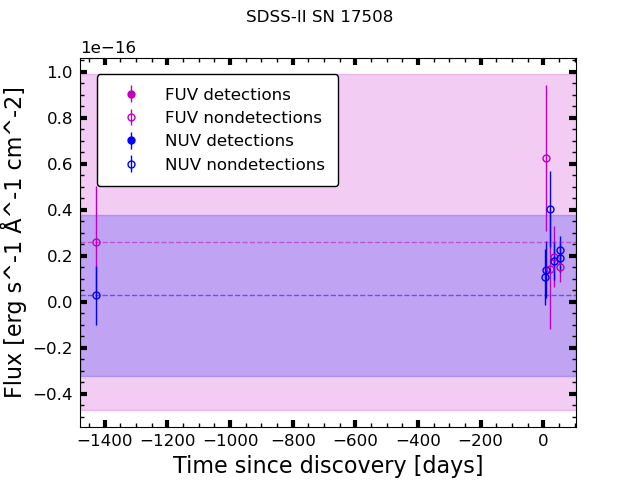 SDSS-II SN 17508
1e−16
FUV detections
FUV nondetections
NUV detections
NUV nondetections
1.0
0.8
0.6
0.4
0.2
0.0
−0.2
−0.4
Flux [erg s^-1 Å^-1 cm^-2]
−1400 −1200 −1000 −800 −600 −400 −200 0
Time since discovery [days]